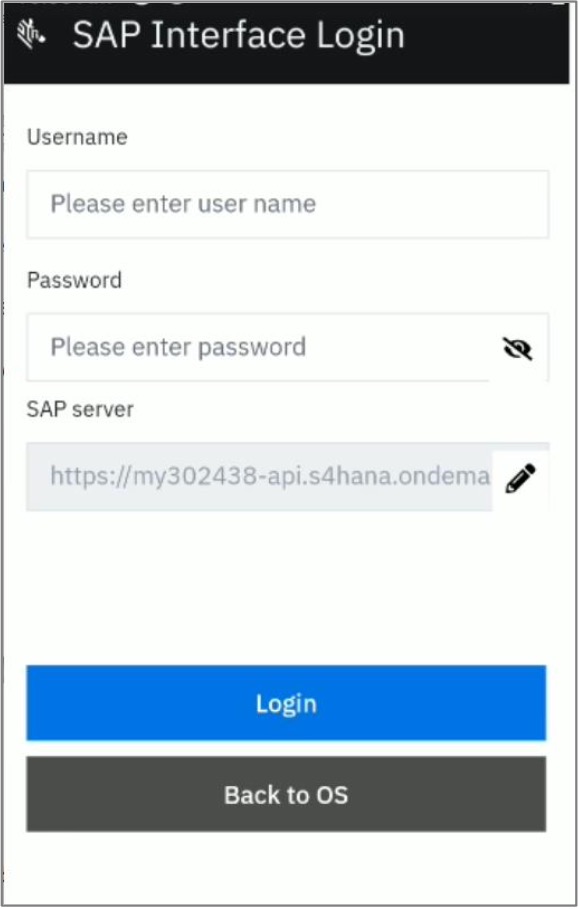 SAP Interface Login
Username
Please enter user name
Password
Please enter password
SAP server
https://my302438-api.s4hana.ondema
Login
Back to OS